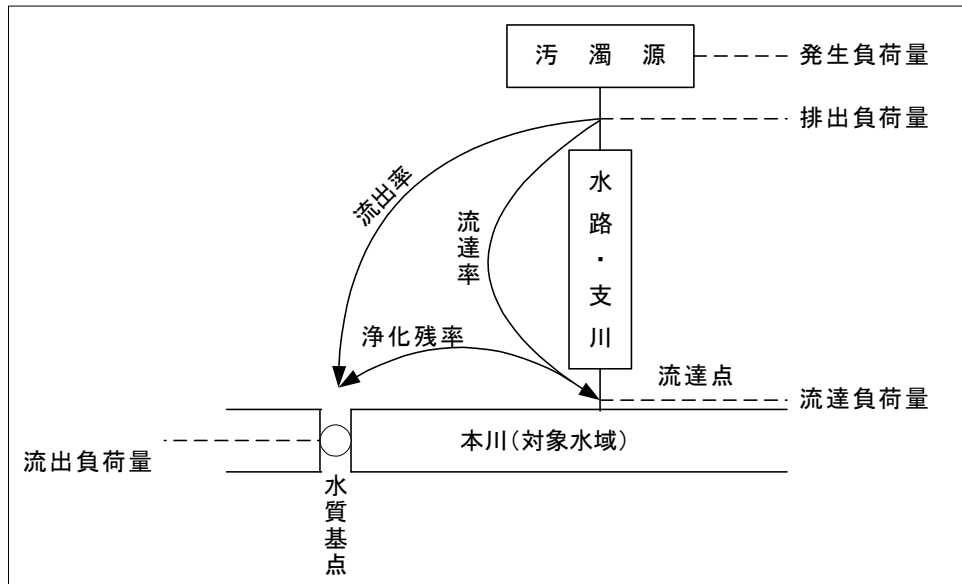 汚濁源
発生負荷量
排出負荷量
水路・支川
流出率
流達率
浄化残率
流達点
流達負荷量
本川(対象水域)
流出負荷量
水質基点